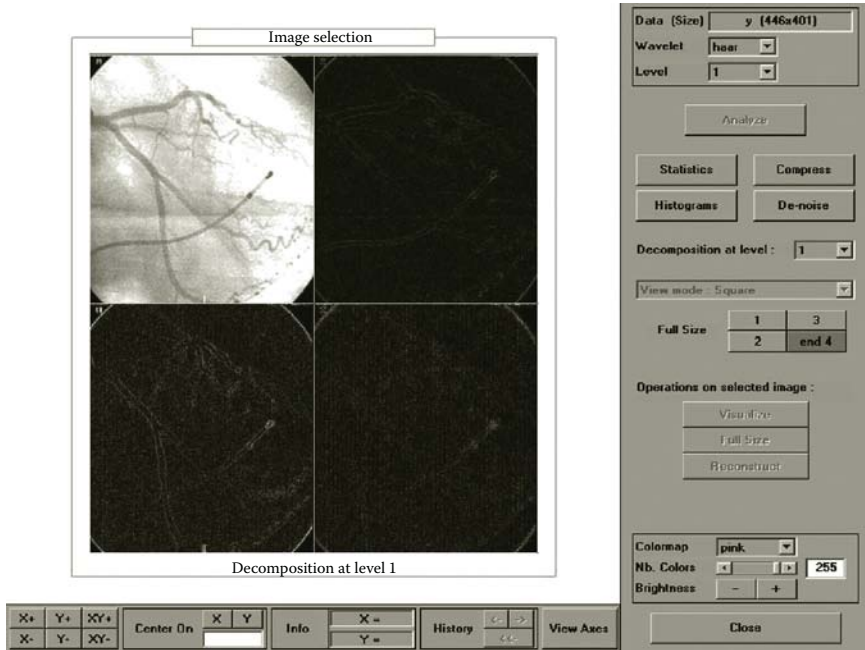 Image selection
Decomposition at level 1
Data (Size) y (446x401)
Wavelet haar
Level 1
Analyze
Statistics Compress
Histograms De-noise
Decomposition at level : 1
View mode : Square
Full Size 1 3
2 end 4
Operations on selected image :
Visualize
Full Size
Reconstruct
Colormap pink
Nb. Colors 255
Brightness - +
Close
X+ Y+ XY+
X- Y- XY-
Center On X Y
Info X =
Y =
History <- ->
<<-
View Axes